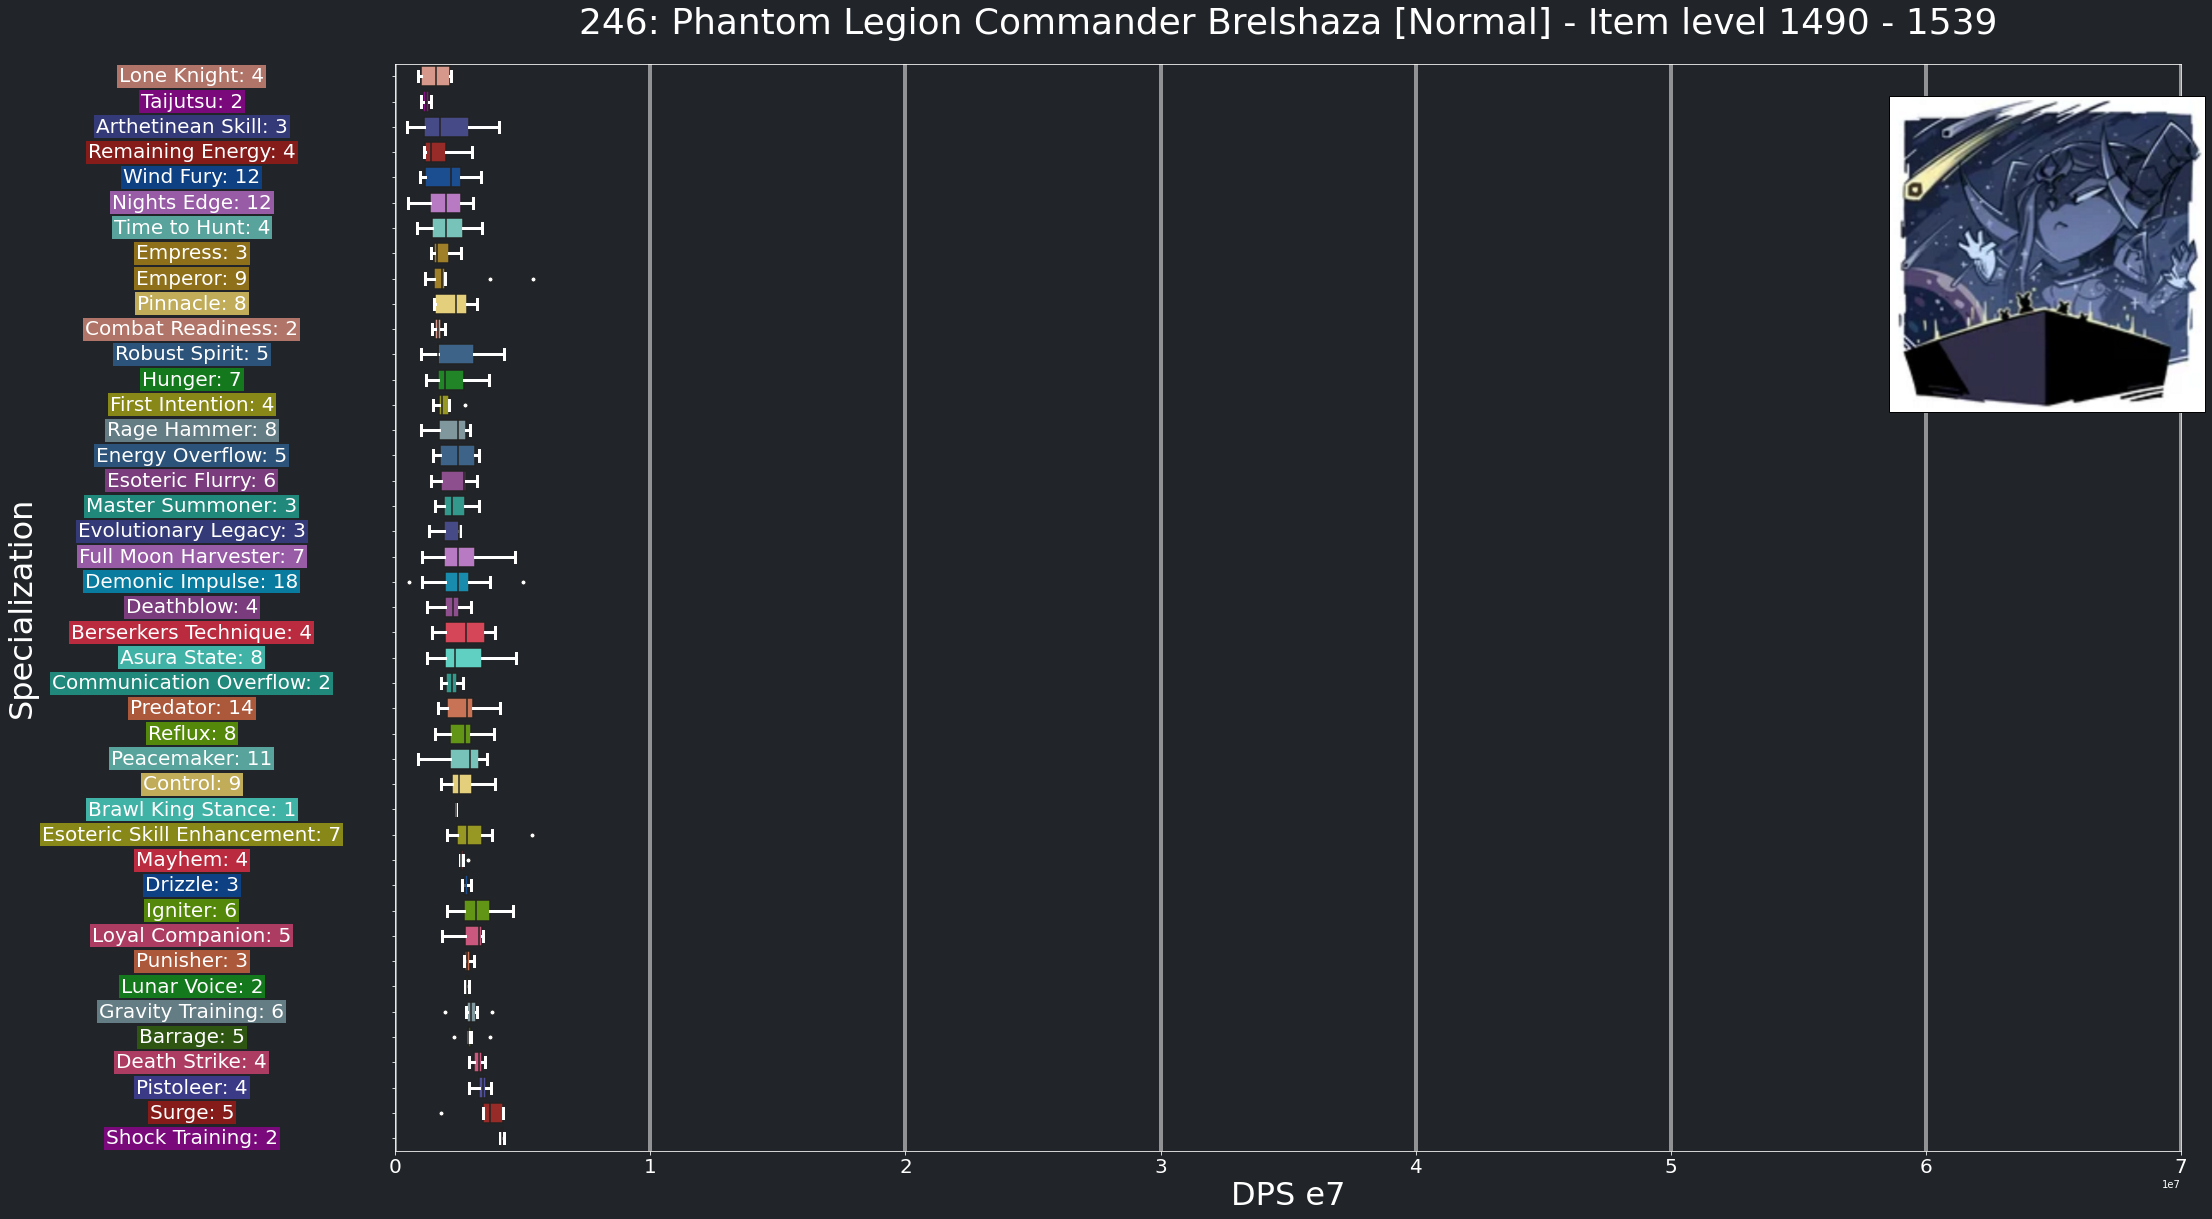 246: Phantom Legion Commander Brelshaza [Normal] - Item level 1490 - 1539
Lone Knight: 4
Taijutsu: 2
Arthetinean Skill: 3
Remaining Energy: 4
Wind Fury: 12
Nights Edge: 12
Time to Hunt: 4
Empress: 3
Emperor: 9
Pinnacle: 8
Combat Readiness: 2
Robust Spirit: 5
Hunger: 7
First Intention: 4
Rage Hammer: 8
Energy Overflow: 5
Esoteric Flurry: 6
Master Summoner: 3
Evolutionary Legacy: 3
Full Moon Harvester: 7
Demonic Impulse: 18
Deathblow: 4
Berserkers Technique: 4
Asura State: 8
Communication Overflow: 2
Predator: 14
Reflux: 8
Peacemaker: 11
Control: 9
Brawl King Stance: 1
Esoteric Skill Enhancement: 7
Mayhem: 4
Drizzle: 3
Igniter: 6
Loyal Companion: 5
Punisher: 3
Lunar Voice: 2
Gravity Training: 6
Barrage: 5
Death Strike: 4
Pistoleer: 4
Surge: 5
Shock Training: 2
Specialization
0 1 2 3 4 5 6 7
1e7
DPS e7